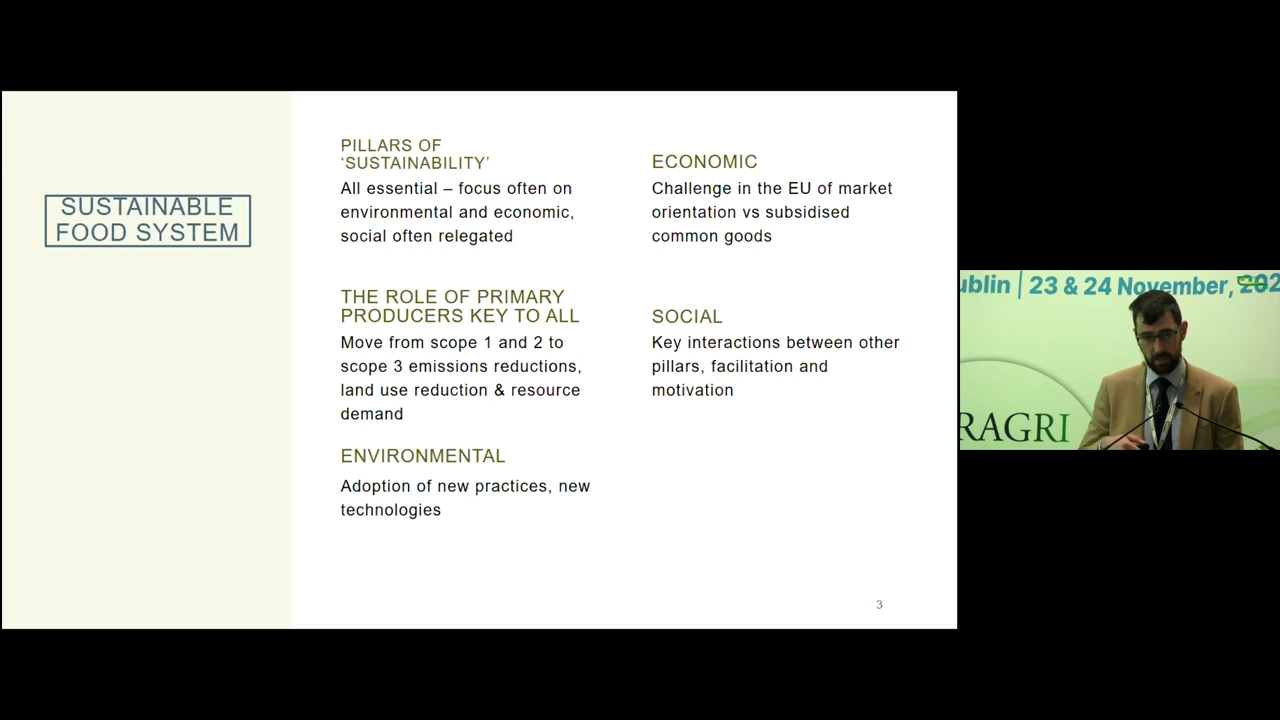 SUSTAINABLE
FOOD SYSTEM
PILLARS OF
‘SUSTAINABILITY’
All essential – focus often on
environmental and economic,
social often relegated
THE ROLE OF PRIMARY
PRODUCERS KEY TO ALL
Move from scope 1 and 2 to
scope 3 emissions reductions,
land use reduction & resource
demand
ENVIRONMENTAL
Adoption of new practices, new
technologies
ECONOMIC
Challenge in the EU of market
orientation vs subsidised
common goods
SOCIAL
Key interactions between other
pillars, facilitation and
motivation
3
ublin | 23 & 24 November, 202
RAGRI